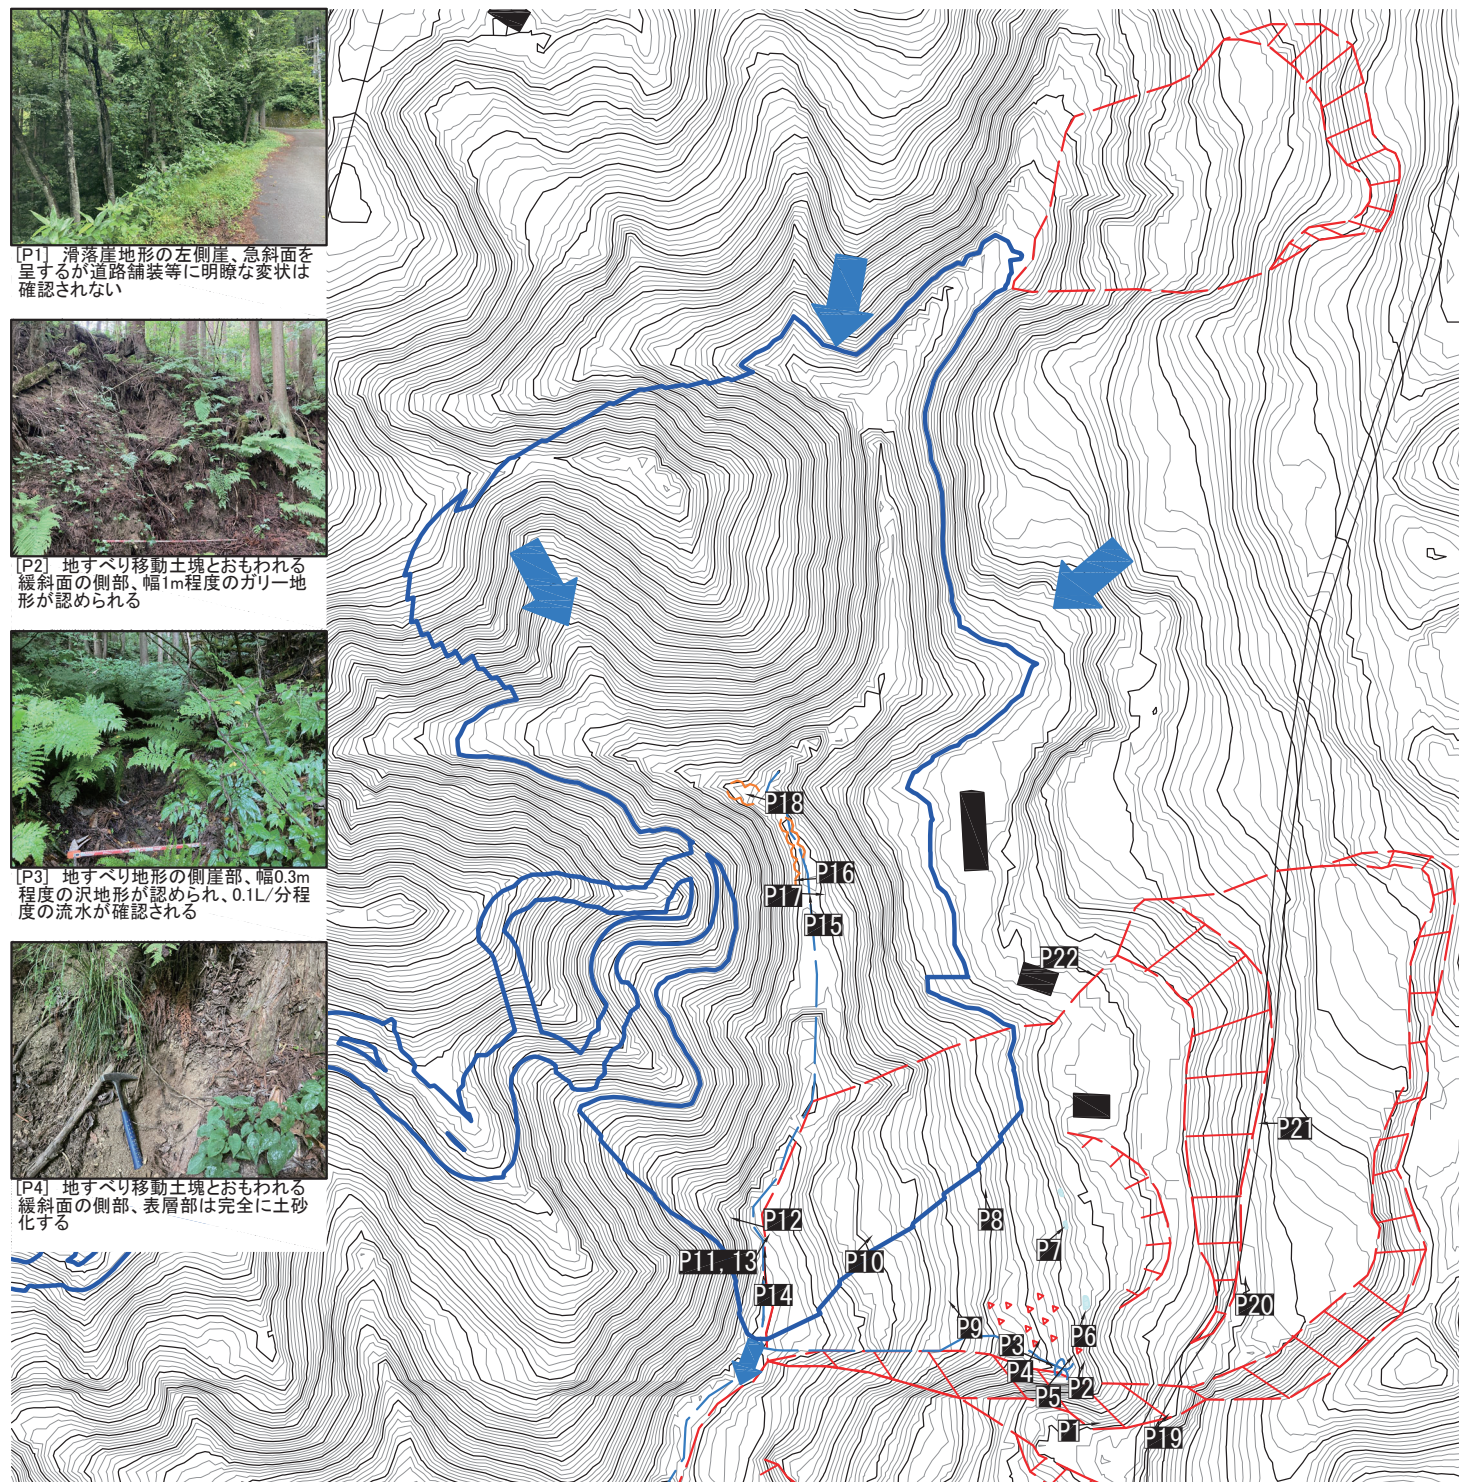 [P1] 滑落崖地形の左側崖、急斜面を
呈するが道路舗装等に明瞭な変状は
確認されない
[P2] 地すべり移動土塊とおもわれる
緩斜面の側部、幅1m程度のガリー地
形が認められる
[P3] 地すべり地形の側崖部、幅0.3m
程度の沢地形が認められ、0.1L/分程
度の流水が確認される
[P4] 地すべり移動土塊とおもわれる
緩斜面の側部、表層部は完全に土砂
化する
P18
P16
P17
P15
P22
P21
P12
P8
P11,13
P10
P7
P14
P20
P9
P3
P6
P4
P5
P2
P1
P19